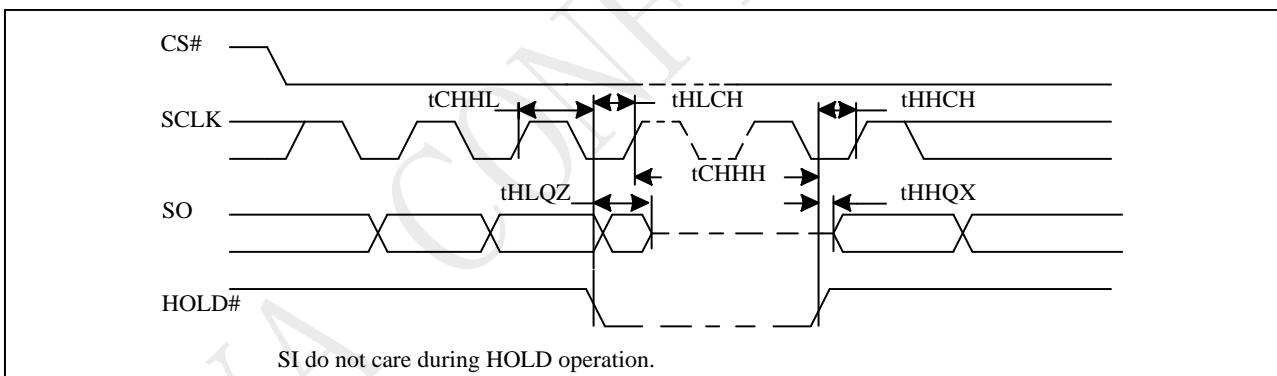 CS#
tCHHL
tHLCH
tHHCH
SCLK
tCHHH
tHLQZ
tHHQX
SO
HOLD#
SI do not care during HOLD operation.